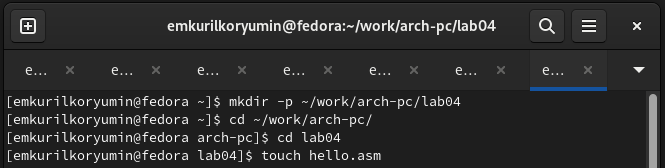 emkurilkoryumin@fedora:~/work/arch-pc/lab04
e... e... e... e... e... e... e...
[emkurilkoryumin@fedora ~]$ mkdir -p ~/work/arch-pc/lab04
[emkurilkoryumin@fedora ~]$ cd ~/work/arch-pc/
[emkurilkoryumin@fedora arch-pc]$ cd lab04
[emkurilkoryumin@fedora lab04]$ touch hello.asm